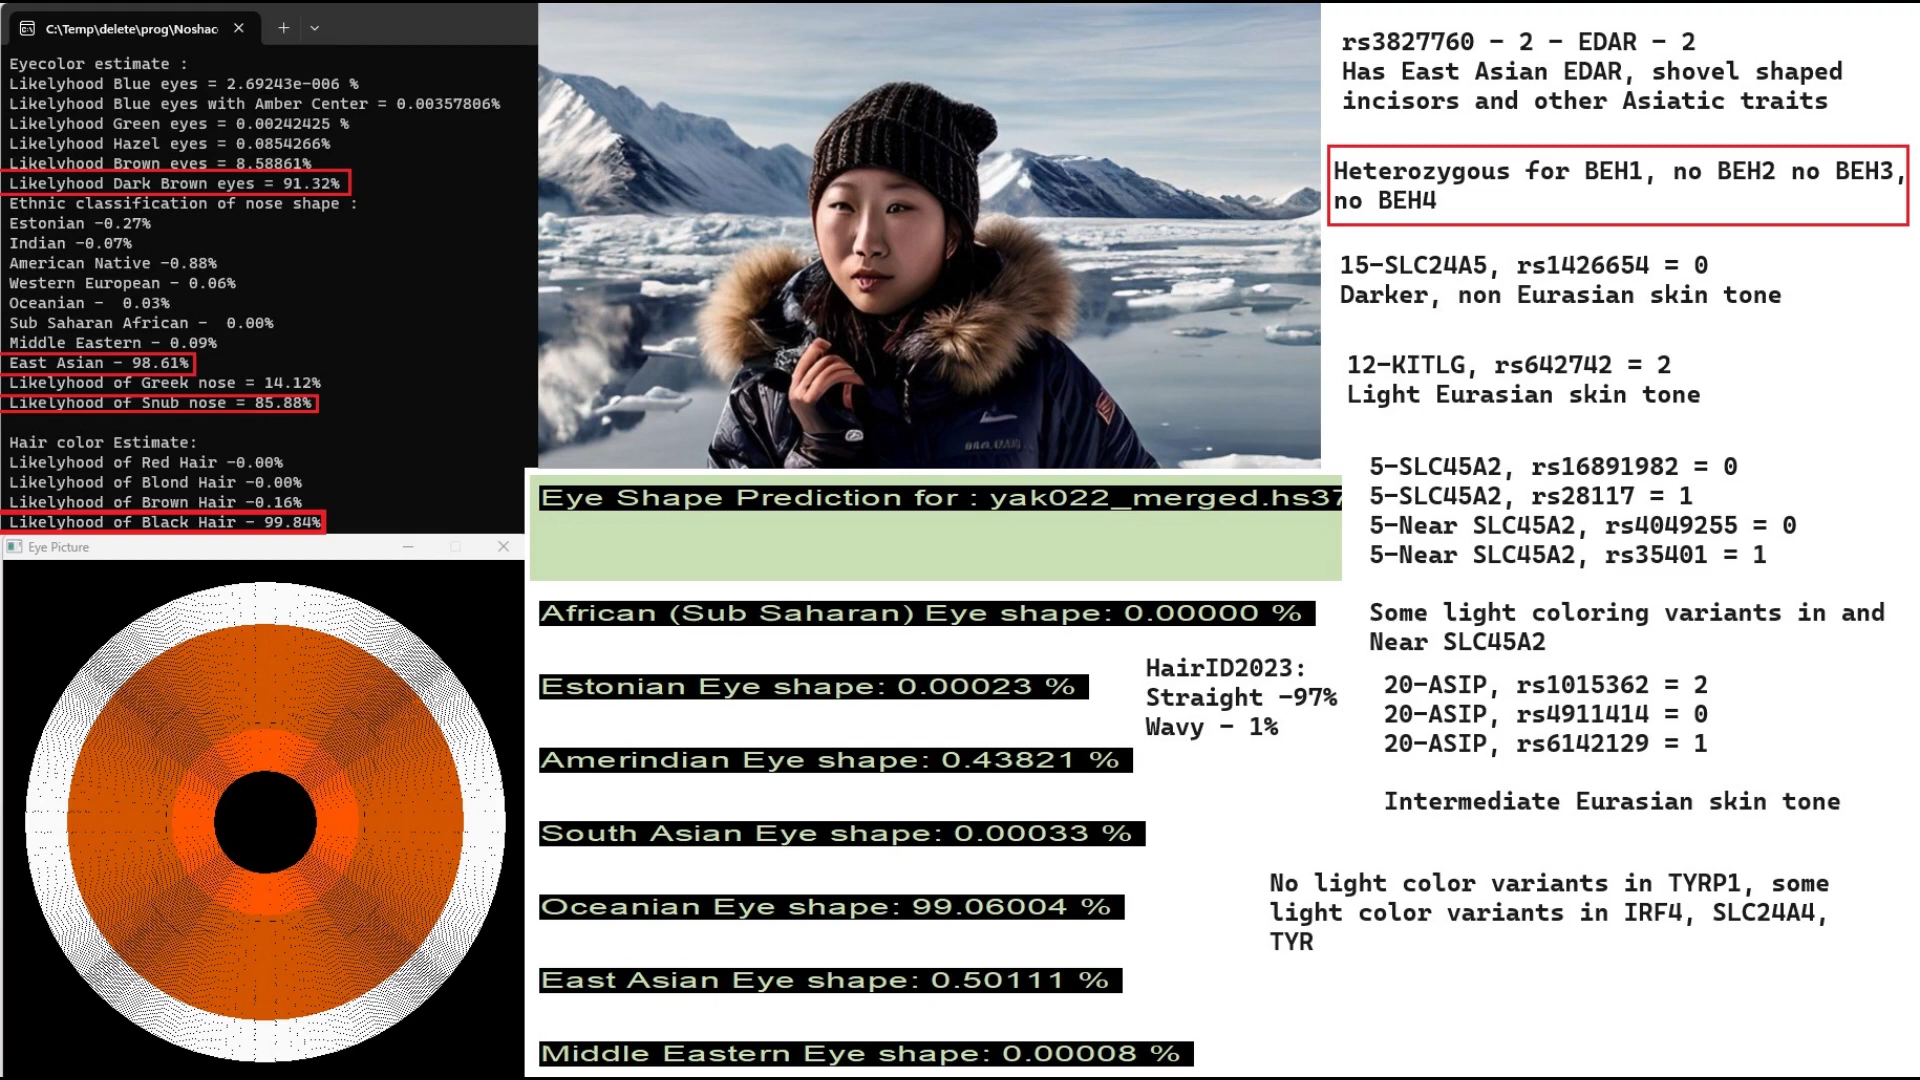 C:\Temp\delete\prog\Noshac
Eyecolor estimate :
Likelyhood Blue eyes = 2.69243e-006 %
Likelyhood Blue eyes with Amber Center = 0.00357806%
Likelyhood Green eyes = 0.00242425 %
Likelyhood Hazel eyes = 0.0854266%
Likelyhood Brown eyes = 8.58861%
Likelyhood Dark Brown eyes = 91.32%
Ethnic classification of nose shape :
Estonian -0.27%
Indian -0.07%
American Native -0.88%
Western European - 0.06%
Oceanian - 0.03%
Sub Saharan African - 0.00%
Middle Eastern - 0.09%
East Asian - 98.61%
Likelyhood of Greek nose = 14.12%
Likelyhood of Snub nose = 85.88%
Hair color Estimate:
Likelyhood of Red Hair -0.00%
Likelyhood of Blond Hair -0.00%
Likelyhood of Brown Hair -0.16%
Likelyhood of Black Hair - 99.84%
Eye Picture
Eye Shape Prediction for : yak022_merged.hs37
African (Sub Saharan) Eye shape: 0.00000 %
Estonian Eye shape: 0.00023 %
Amerindian Eye shape: 0.43821 %
South Asian Eye shape: 0.00033 %
Oceanian Eye shape: 99.06004 %
East Asian Eye shape: 0.50111 %
Middle Eastern Eye shape: 0.00008 %
HairID2023:
Straight -97%
Wavy - 1%
rs3827760 - 2 - EDAR - 2
Has East Asian EDAR, shovel shaped
incisors and other Asiatic traits
Heterozygous for BEH1, no BEH2 no BEH3,
no BEH4
15-SLC24A5, rs1426654 = 0
Darker, non Eurasian skin tone
12-KITLG, rs642742 = 2
Light Eurasian skin tone
5-SLC45A2, rs16891982 = 0
5-SLC45A2, rs28117 = 1
5-Near SLC45A2, rs4049255 = 0
5-Near SLC45A2, rs35401 = 1
Some light coloring variants in and
Near SLC45A2
20-ASIP, rs1015362 = 2
20-ASIP, rs4911414 = 0
20-ASIP, rs6142129 = 1
Intermediate Eurasian skin tone
No light color variants in TYRP1, some
light color variants in IRF4, SLC24A4,
TYR